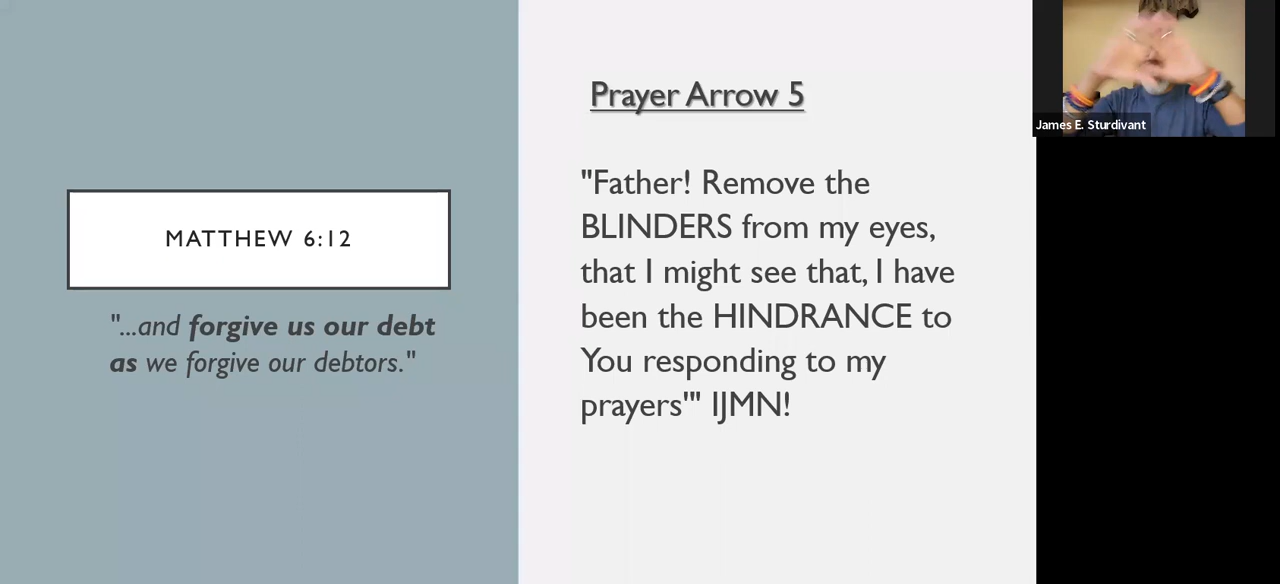 MATTHEW 6:12
"...and forgive us our debt
as we forgive our debtors."
Prayer Arrow 5
"Father! Remove the
BLINDERS from my eyes,
that I might see that, I have
been the HINDRANCE to
You responding to my
prayers'" IJMN!
James E. Sturdivant